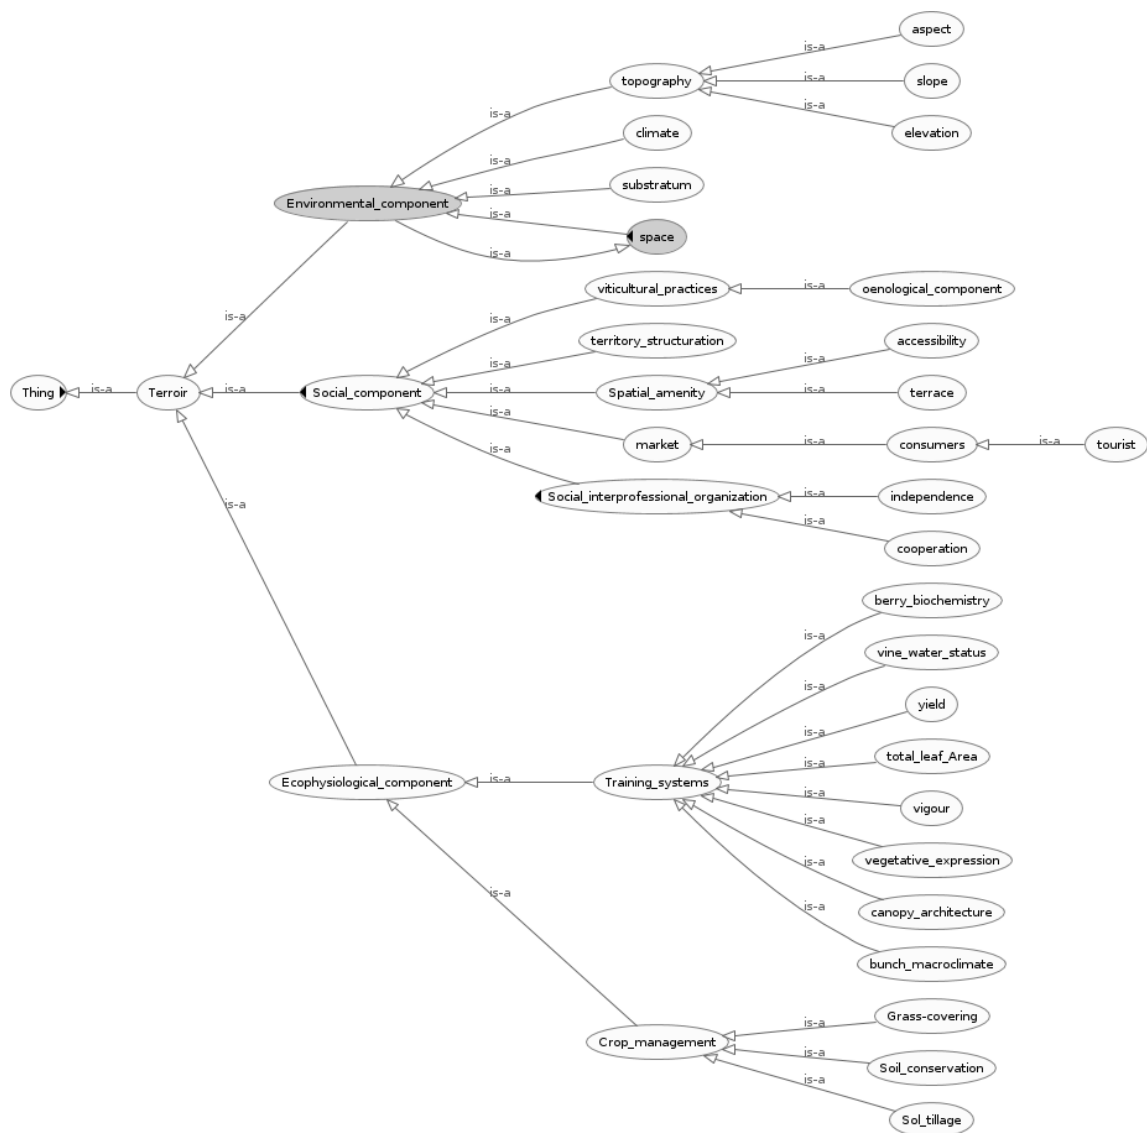 aspect
is-a
topography
is-a
slope
is-a
elevation
is-a
climate
is-a
substratum
is-a
Environmental_component
is-a
space
is-a
viticultural_practices
is-a
oenological_component
is-a
is-a
territory_structuration
accessibility
is-a
Thing
is-a
Terroir
is-a
Social_component
is-a
Spatial_amenity
is-a
terrace
is-a
market
is-a
consumers
is-a
tourist
is-a
Social_interprofessional_organization
is-a
independence
is-a
is-a
cooperation
berry_biochemistry
is-a
vine_water_status
is-a
yield
is-a
total_leaf_Area
is-a
Ecophysiological_component
is-a
Training_systems
is-a
vigour
is-a
vegetative_expression
is-a
canopy_architecture
is-a
is-a
bunch_macroclimate
Grass-covering
is-a
Crop_management
is-a
Soil_conservation
is-a
Sol_tillage